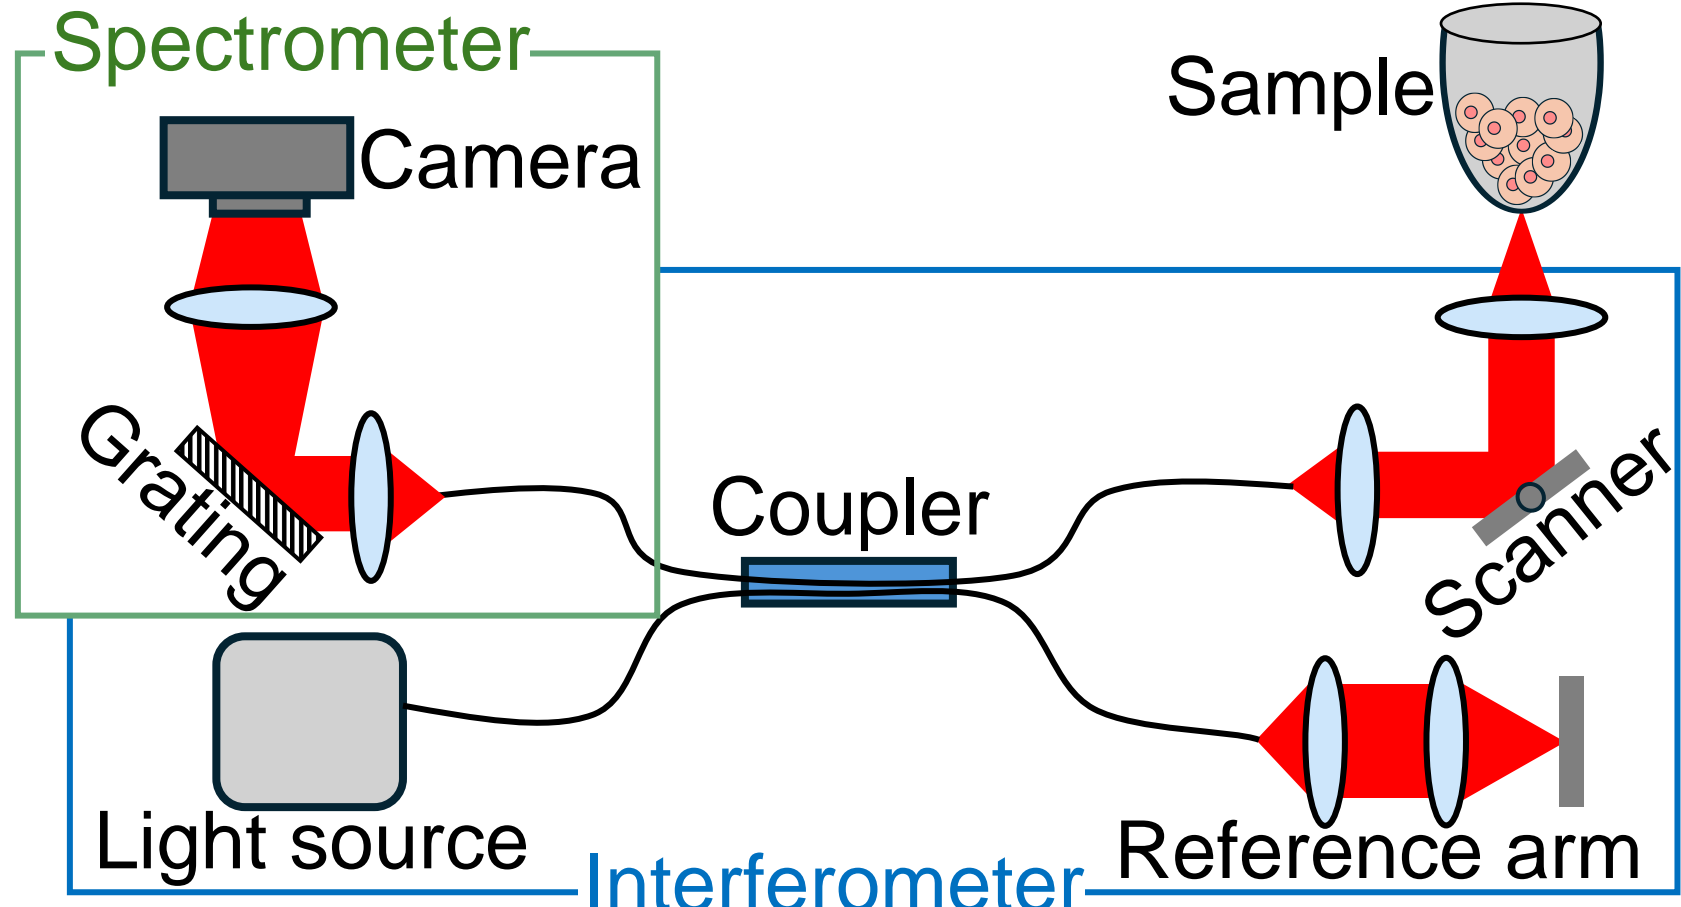 Spectrometer
Sample
Camera
Grating
Coupler
Scanner
Light source
Reference arm
Interferometer